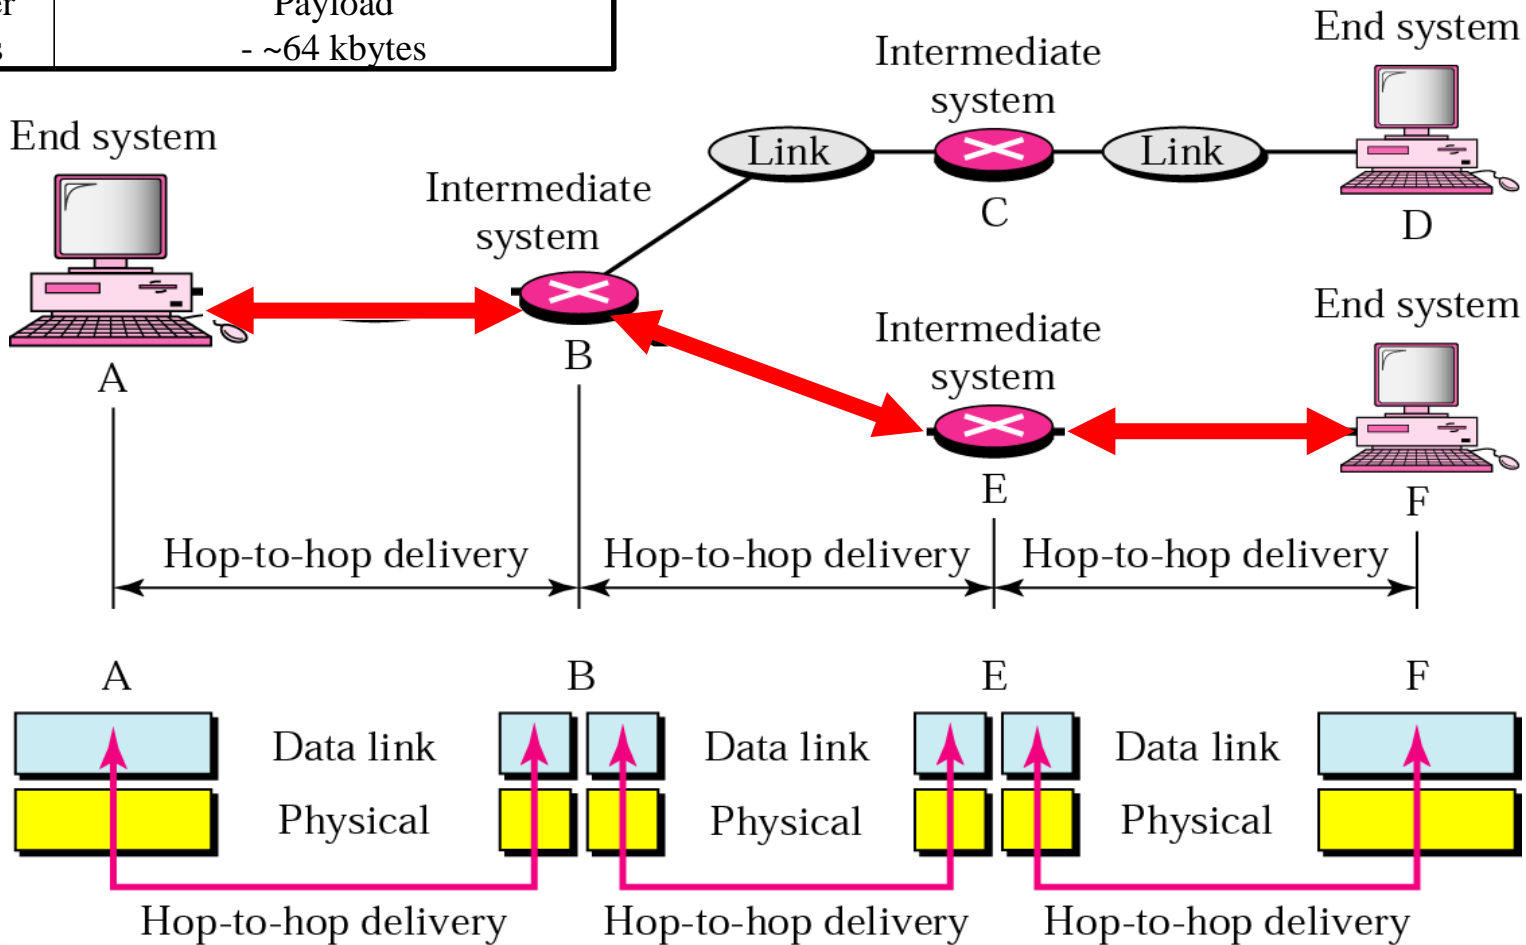 Payload
- ~64 kbytes
End system
Intermediate
system
Link
C
Link
End system
D
End system
A
Intermediate
system
B
Intermediate
system
E
End system
F
Hop-to-hop delivery
Hop-to-hop delivery
Hop-to-hop delivery
A
B
E
F
Data link
Data link
Data link
Physical
Physical
Physical
Hop-to-hop delivery
Hop-to-hop delivery
Hop-to-hop delivery